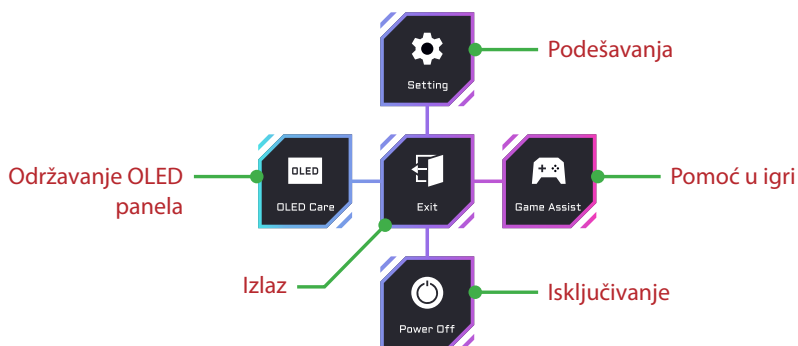 Podešavanja
Setting
OLED
Održavanje OLED
panela
OLED Care
Exit
Game Assist
Pomoć u igri
Izlaz
Isključivanje
Power Off